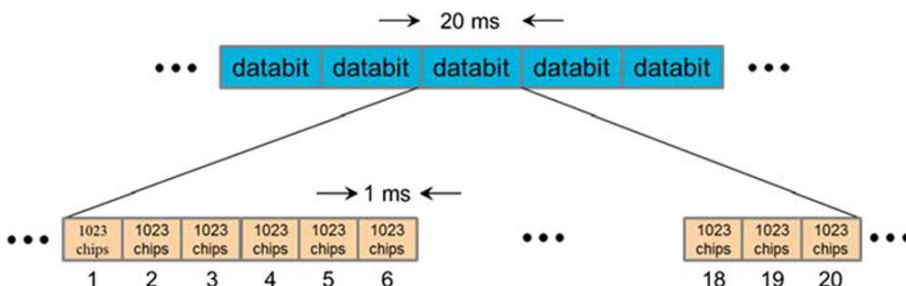 20 ms
••• databit databit databit databit databit •••
1 ms
••• 1023 1023 1023 1023 1023 1023 ••• 1023 1023 1023 •••
chips chips chips chips chips chips chips chips chips
1 2 3 4 5 6 18 19 20